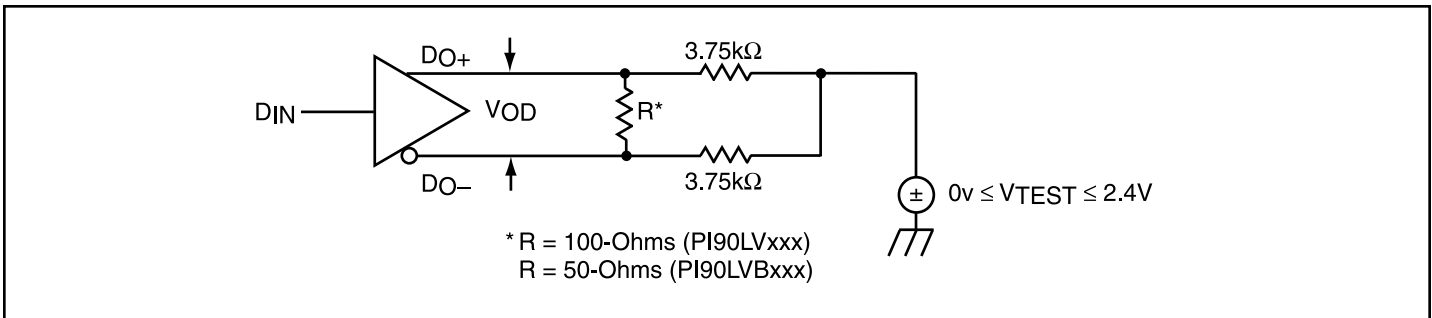 DO+
3.75kΩ
DIN
VOD
R*
DO–
3.75kΩ
± 0v ≤ VTEST ≤ 2.4V
* R = 100-Ohms (PI90LVxxx)
R = 50-Ohms (PI90LVBxxx)